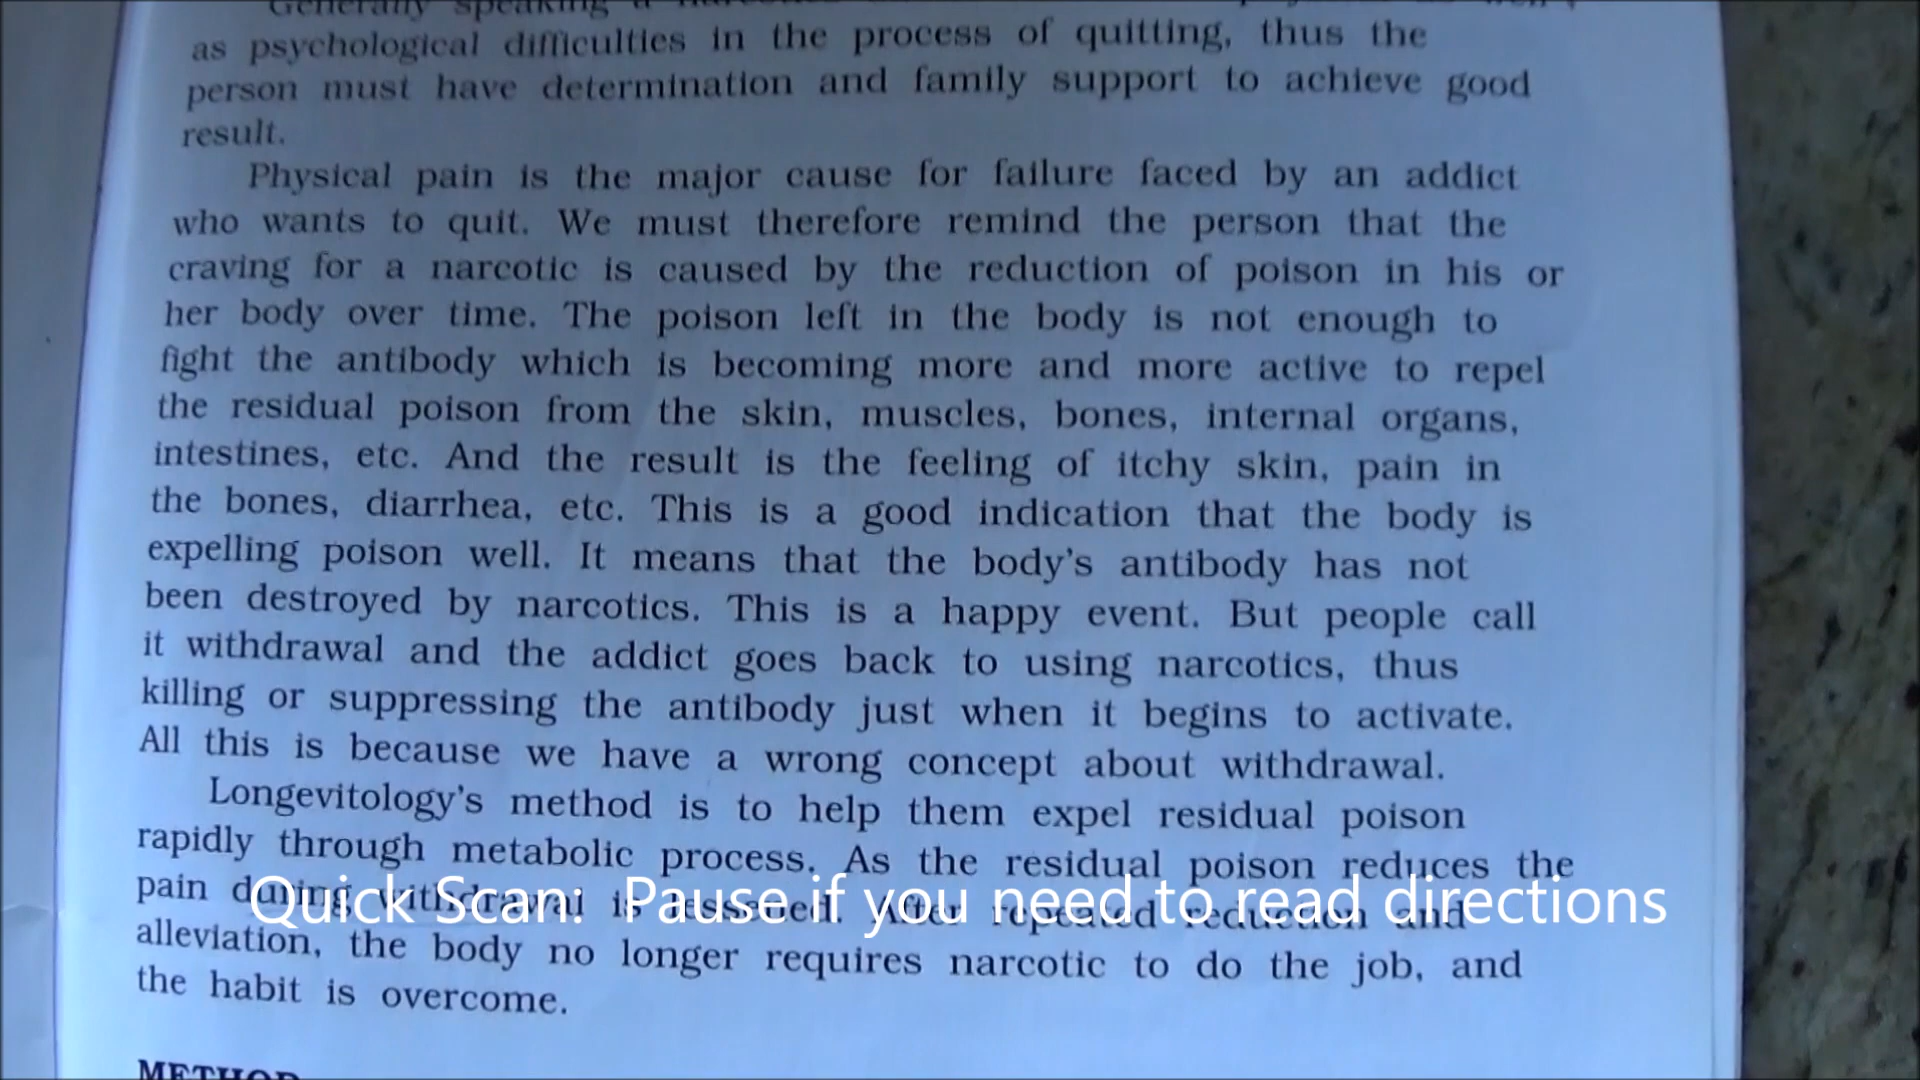 Generally speaking a
as psychological difficulties in the process of quitting, thus the
person must have determination and family support to achieve good
result.
Physical pain is the major cause for failure faced by an addict
who wants to quit. We must therefore remind the person that the
craving for a narcotic is caused by the reduction of poison in his or
her body over time. The poison left in the body is not enough to
fight the antibody which is becoming more and more active to repel
the residual poison from the skin, muscles, bones, internal organs,
intestines, etc. And the result is the feeling of itchy skin, pain in
the bones, diarrhea, etc. This is a good indication that the body is
expelling poison well. It means that the body's antibody has not
been destroyed by narcotics. This is a happy event. But people call
it withdrawal and the addict goes back to using narcotics, thus
killing or suppressing the antibody just when it begins to activate.
All this is because we have a wrong concept about withdrawal.
Longevitology's method is to help them expel residual poison
rapidly through metabolic process. As the residual poison reduces the
pain during withdrawal is lessened. After repeated reduction and
Quick Scan:  Pause if you need to read directions
alleviation, the body no longer requires narcotic to do the job, and
the habit is overcome.
METHOD